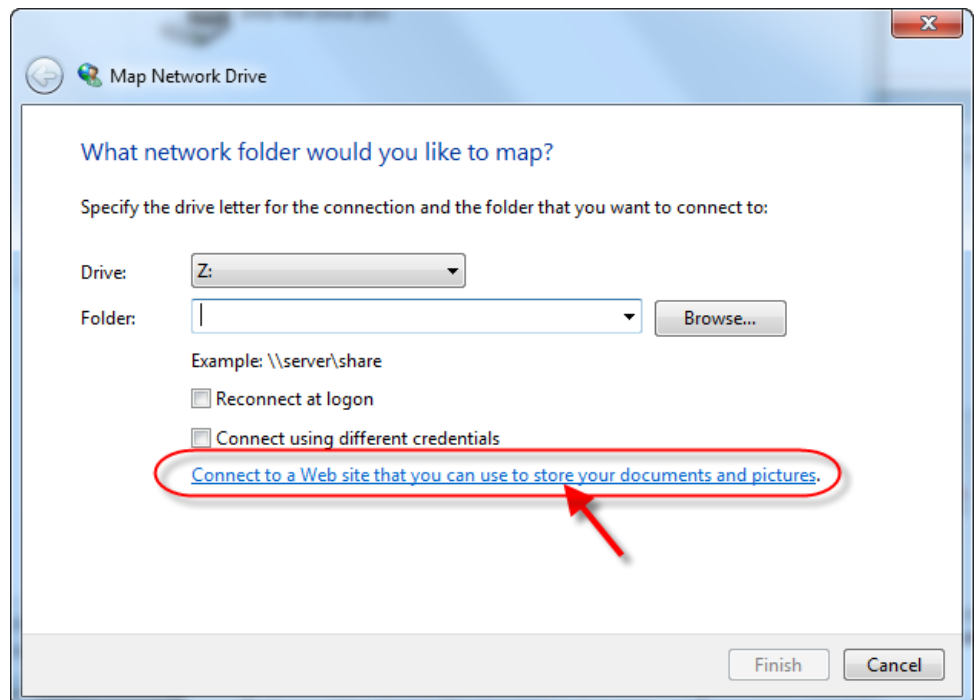 Map Network Drive
What network folder would you like to map?
Specify the drive letter for the connection and the folder that you want to connect to:
Drive: Z:
Folder: Browse...
Example: \\server\share
Reconnect at logon
Connect using different credentials
Connect to a Web site that you can use to store your documents and pictures.
Finish Cancel